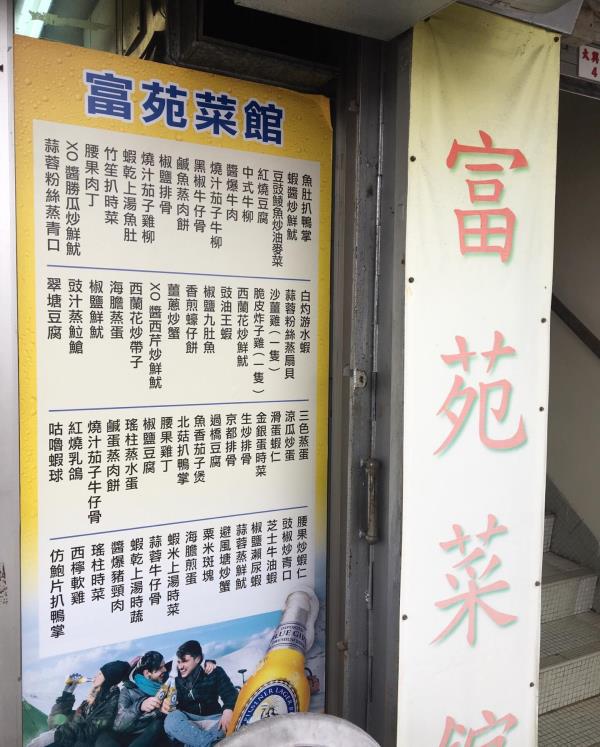 富苑菜館
魚肚扒鴨掌
蝦醬炒鮮魷
豆豉鯪魚炒油麥菜
紅燒豆腐
中式牛柳
醬爆牛肉
燒汁茄子牛柳
黑椒牛仔骨
鹹魚蒸肉餅
椒鹽排骨
燒汁茄子雞柳
蝦乾上湯魚肚
竹笙扒時菜
腰果肉丁
XO醬勝瓜炒鮮魷
蒜蓉粉絲蒸青口
白灼游水蝦
蒜蓉粉絲蒸扇貝
沙薑雞(一隻)
脆皮炸子雞(一隻)
西蘭花炒鮮魷
豉油王蝦
椒鹽九肚魚
香煎蠔仔餅
薑蔥炒蟹
XO醬西芹炒鮮魷
西蘭花炒帶子
海膽蒸蛋
椒鹽鮮魷
豉汁蒸鮏鯰
翠塘豆腐
三色蒸蛋
涼瓜炒蛋
滑蛋蝦仁
金銀蛋時菜
生炒排骨
京都排骨
過橋豆腐
魚香茄子煲
北菇扒鴨掌
腰果雞丁
椒鹽豆腐
瑤柱蒸水蛋
鹹蛋蒸肉餅
燒汁茄子牛仔骨
紅燒乳鴿
咕嚕蝦球
腰果炒蝦仁
豉椒炒青口
芝士牛油蝦
椒鹽瀨尿蝦
蒜蓉蒸鮮魷
避風塘炒蟹
粟米斑塊
海膽煎蛋
蝦米上湯時菜
蒜蓉牛仔骨
蝦乾上湯時蔬
醬爆豬頸肉
瑤柱時菜
西檸軟雞
仿鮑片扒鴨掌
BLUE GIRL
富苑菜館